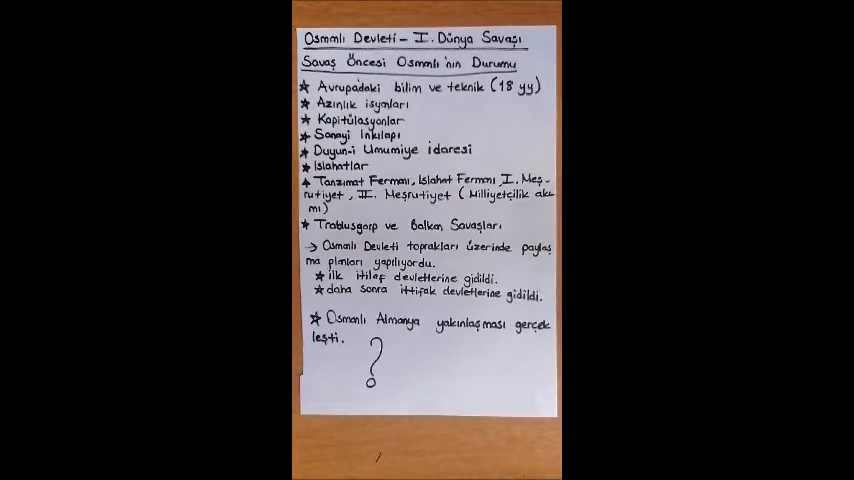 Osmanlı Devleti - I. Dünya Savaşı
Savaş Öncesi Osmanlı'nın Durumu
★ Avrupadaki bilim ve teknik (18 yy)
★ Azınlık isyanları
★ Kapitülasyonlar
★ Sanayi İnkılapı
★ Duyun-i Umumiye idaresi
★ Islahatlar
★ Tanzimat Fermanı, Islahat Fermanı, I. Meş-
rutiyet, II. Meşrutiyet (Milliyetçilik akı-
mı)
★ Trablusgarp ve Balkan Savaşları
→ Osmanlı Devleti toprakları üzerinde paylaş
ma planları yapılıyordu.
★ ilk itilaf devletlerine gidildi.
★ daha sonra ittifak devletlerine gidildi.
★ Osmanlı Almanya yakınlaşması gerçek
leşti.
?